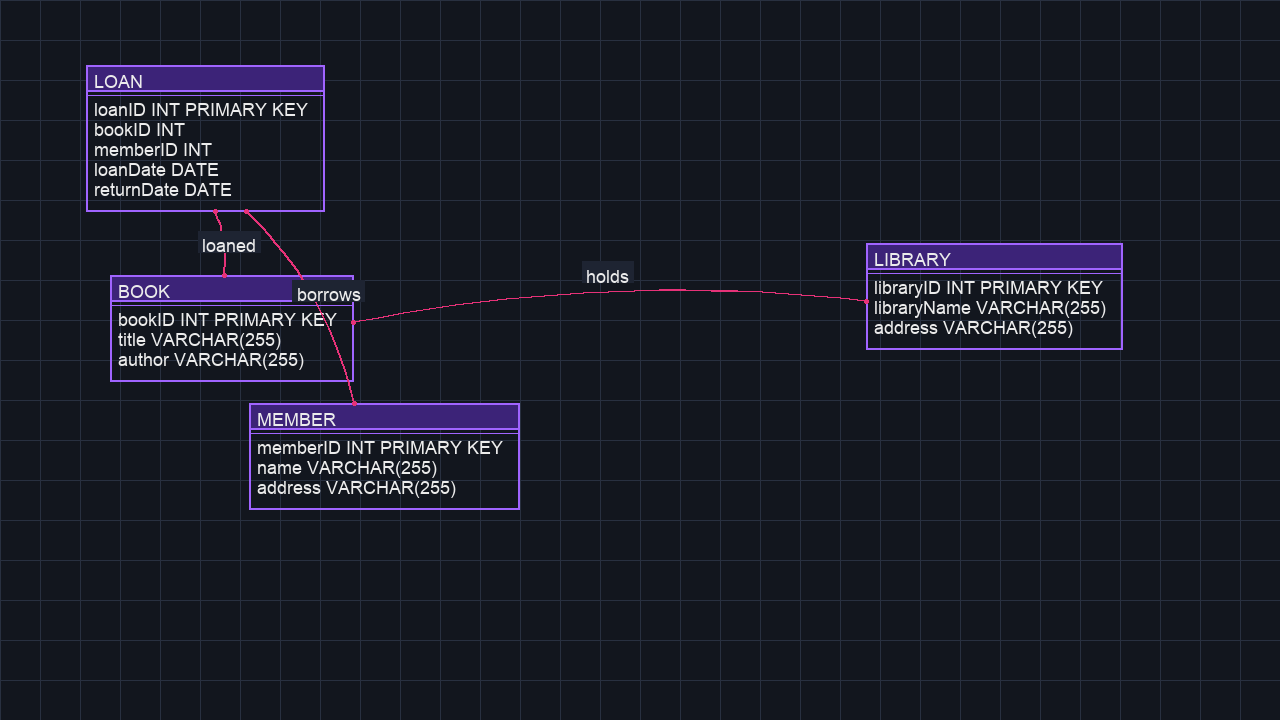 LOAN
loanID INT PRIMARY KEY
bookID INT
memberID INT
loanDate DATE
returnDate DATE
loaned
BOOK
bookID INT PRIMARY KEY
title VARCHAR(255)
author VARCHAR(255)
borrows
holds
LIBRARY
libraryID INT PRIMARY KEY
libraryName VARCHAR(255)
address VARCHAR(255)
MEMBER
memberID INT PRIMARY KEY
name VARCHAR(255)
address VARCHAR(255)